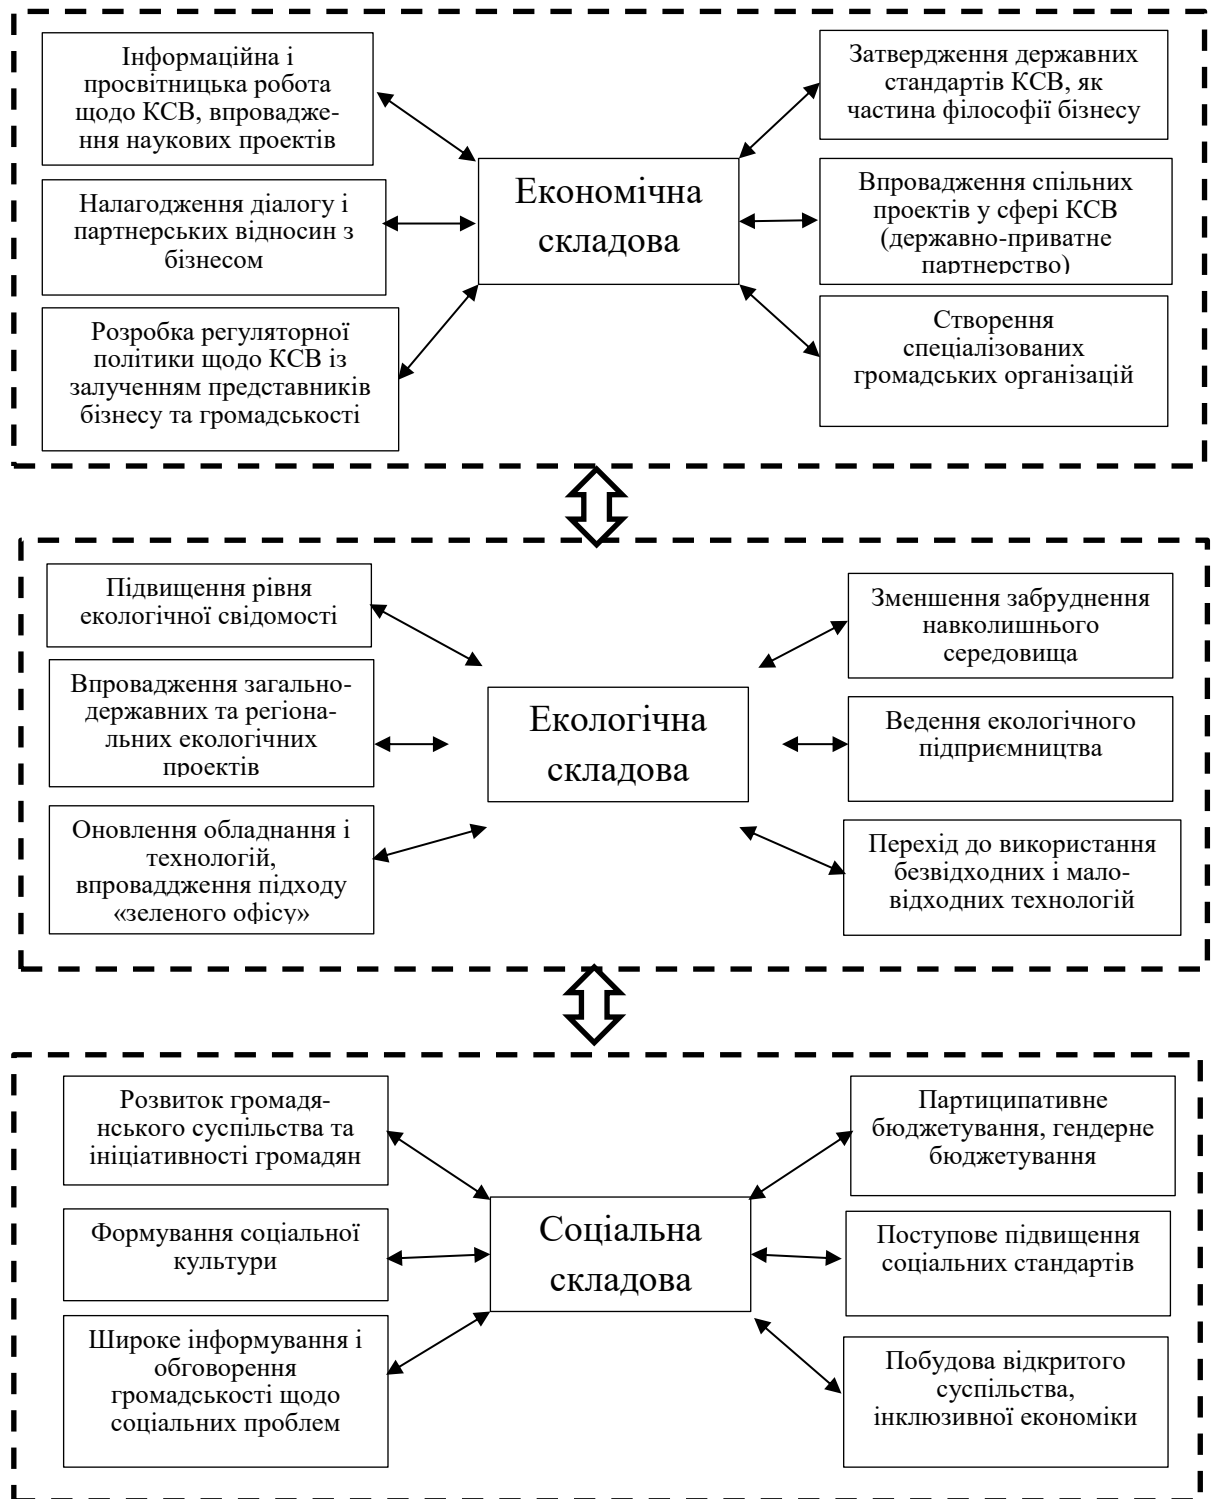 Інформаційна і
просвітницька робота
щодо КСВ, впровадже-
ння наукових проектів
Налагодження діалогу і
партнерських відносин з
бізнесом
Розробка регуляторної
політики щодо КСВ із
залученням представників
бізнесу та громадськості
Економічна
складова
Затвердження державних
стандартів КСВ, як
частина філософії бізнесу
Впровадження спільних
проектів у сфері КСВ
(державно-приватне
партнерство)
Створення
спеціалізованих
громадських організацій
Підвищення рівня
екологічної свідомості
Впровадження загально-
державних та регіона-
льних екологічних
проектів
Оновлення обладнання і
технологій,
впроваддження підходу
«зеленого офісу»
Екологічна
складова
Зменшення забруднення
навколишнього
середовища
Ведення екологічного
підприємництва
Перехід до використання
безвідходних і мало-
відходних технологій
Розвиток громадя-
нського суспільства та
ініціативності громадян
Формування соціальної
культури
Широке інформування і
обговорення
громадськості щодо
соціальних проблем
Соціальна
складова
Партиципативне
бюджетування, гендерне
бюджетування
Поступове підвищення
соціальних стандартів
Побудова відкритого
суспільства,
інклюзивної економіки